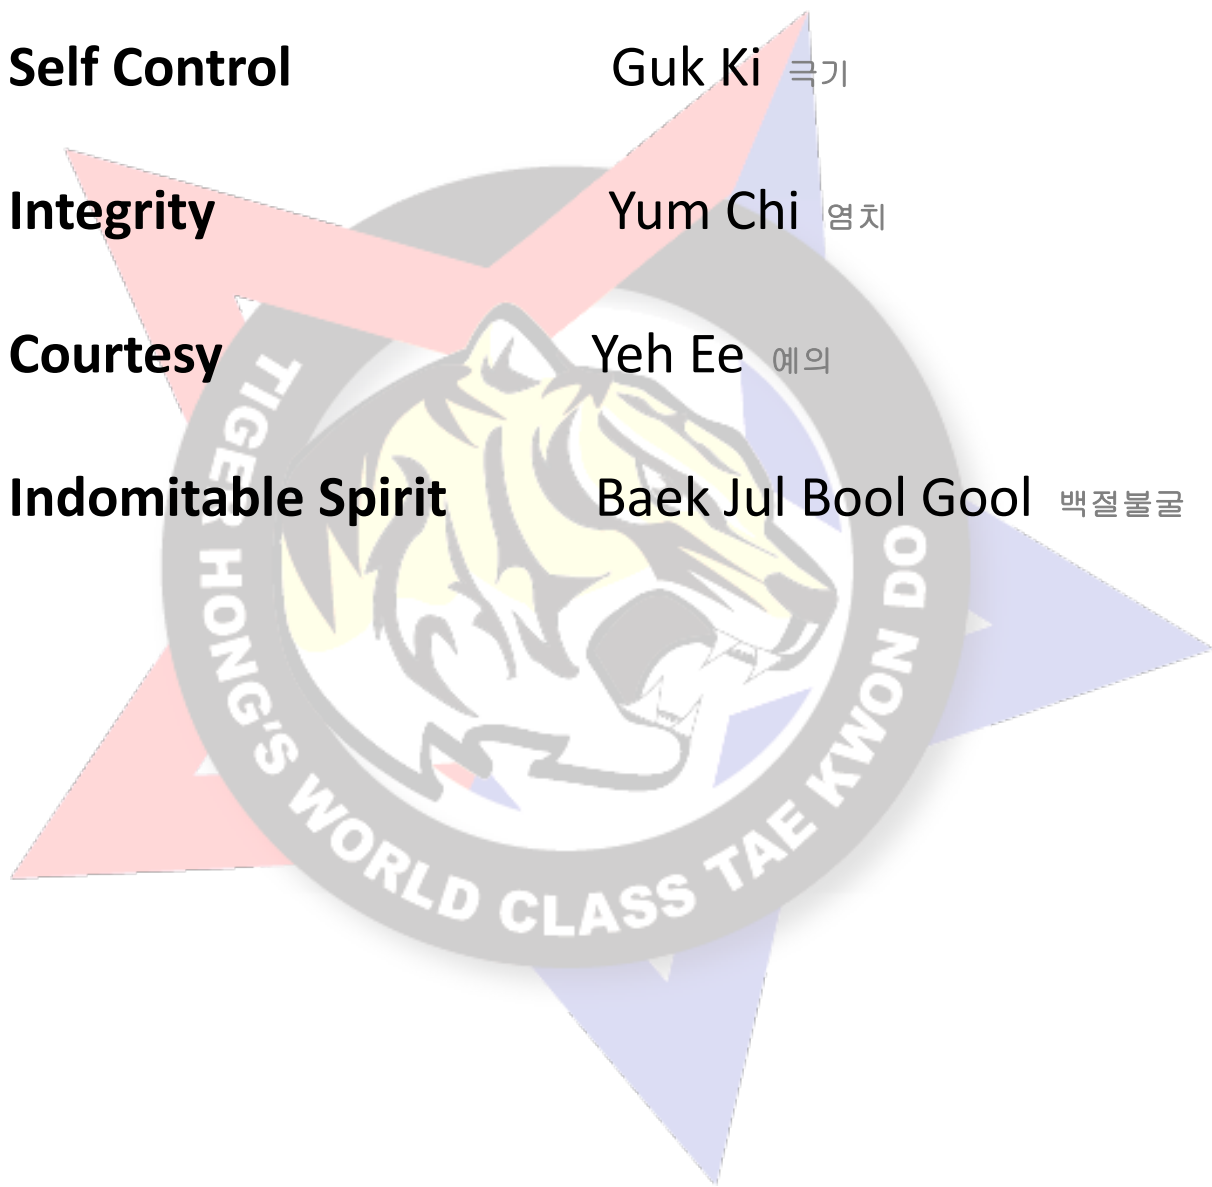 Self Control Guk Ki 극기
Integrity Yum Chi 염치
Courtesy Yeh Ee 예의
Indomitable Spirit Baek Jul Bool Gool 백절불굴
TIGER HONG'S WORLD CLASS TAE KWON DO